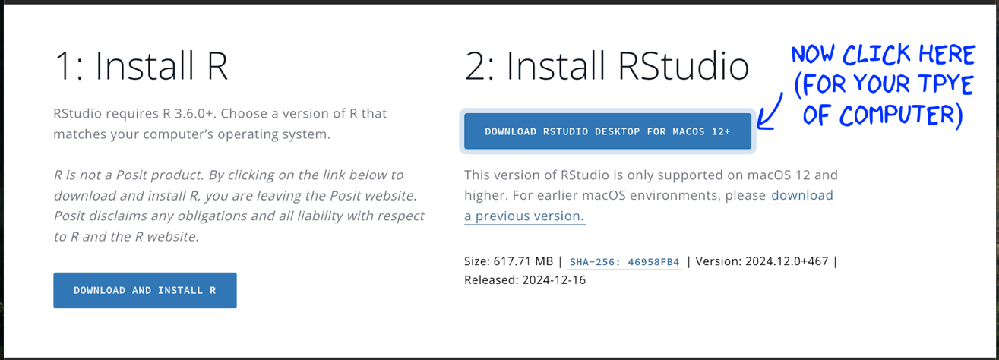 1: Install R
RStudio requires R 3.6.0+. Choose a version of R that
matches your computer’s operating system.
R is not a Posit product. By clicking on the link below to
download and install R, you are leaving the Posit website.
Posit disclaims any obligations and all liability with respect
to R and the R website.
DOWNLOAD AND INSTALL R
2: Install RStudio
NOW CLICK HERE
(FOR YOUR TPYE
OF COMPUTER)
DOWNLOAD RSTUDIO DESKTOP FOR MACOS 12+
This version of RStudio is only supported on macOS 12 and
higher. For earlier macOS environments, please download
a previous version.
Size: 617.71 MB | SHA-256: 46958FB4 | Version: 2024.12.0+467 |
Released: 2024-12-16